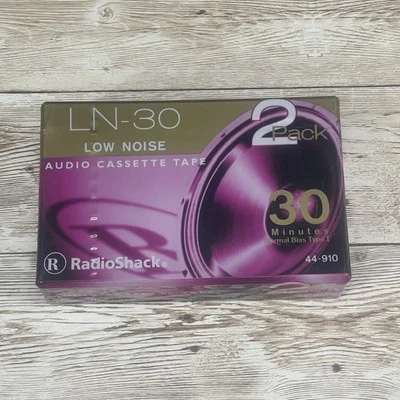 LN-30
LOW NOISE
AUDIO CASSETTE TAPE
2
Pack
30
Minutes
Normal Bias Type I
R RadioShack®
44-910